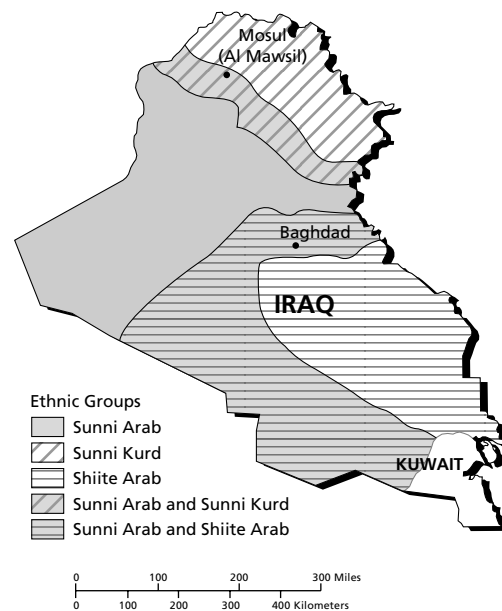 Mosul
(Al Mawsil)
Baghdad
IRAQ
KUWAIT
Ethnic Groups
Sunni Arab
Sunni Kurd
Shiite Arab
Sunni Arab and Sunni Kurd
Sunni Arab and Shiite Arab
0 100 200 300 Miles
0 100 200 300 400 Kilometers